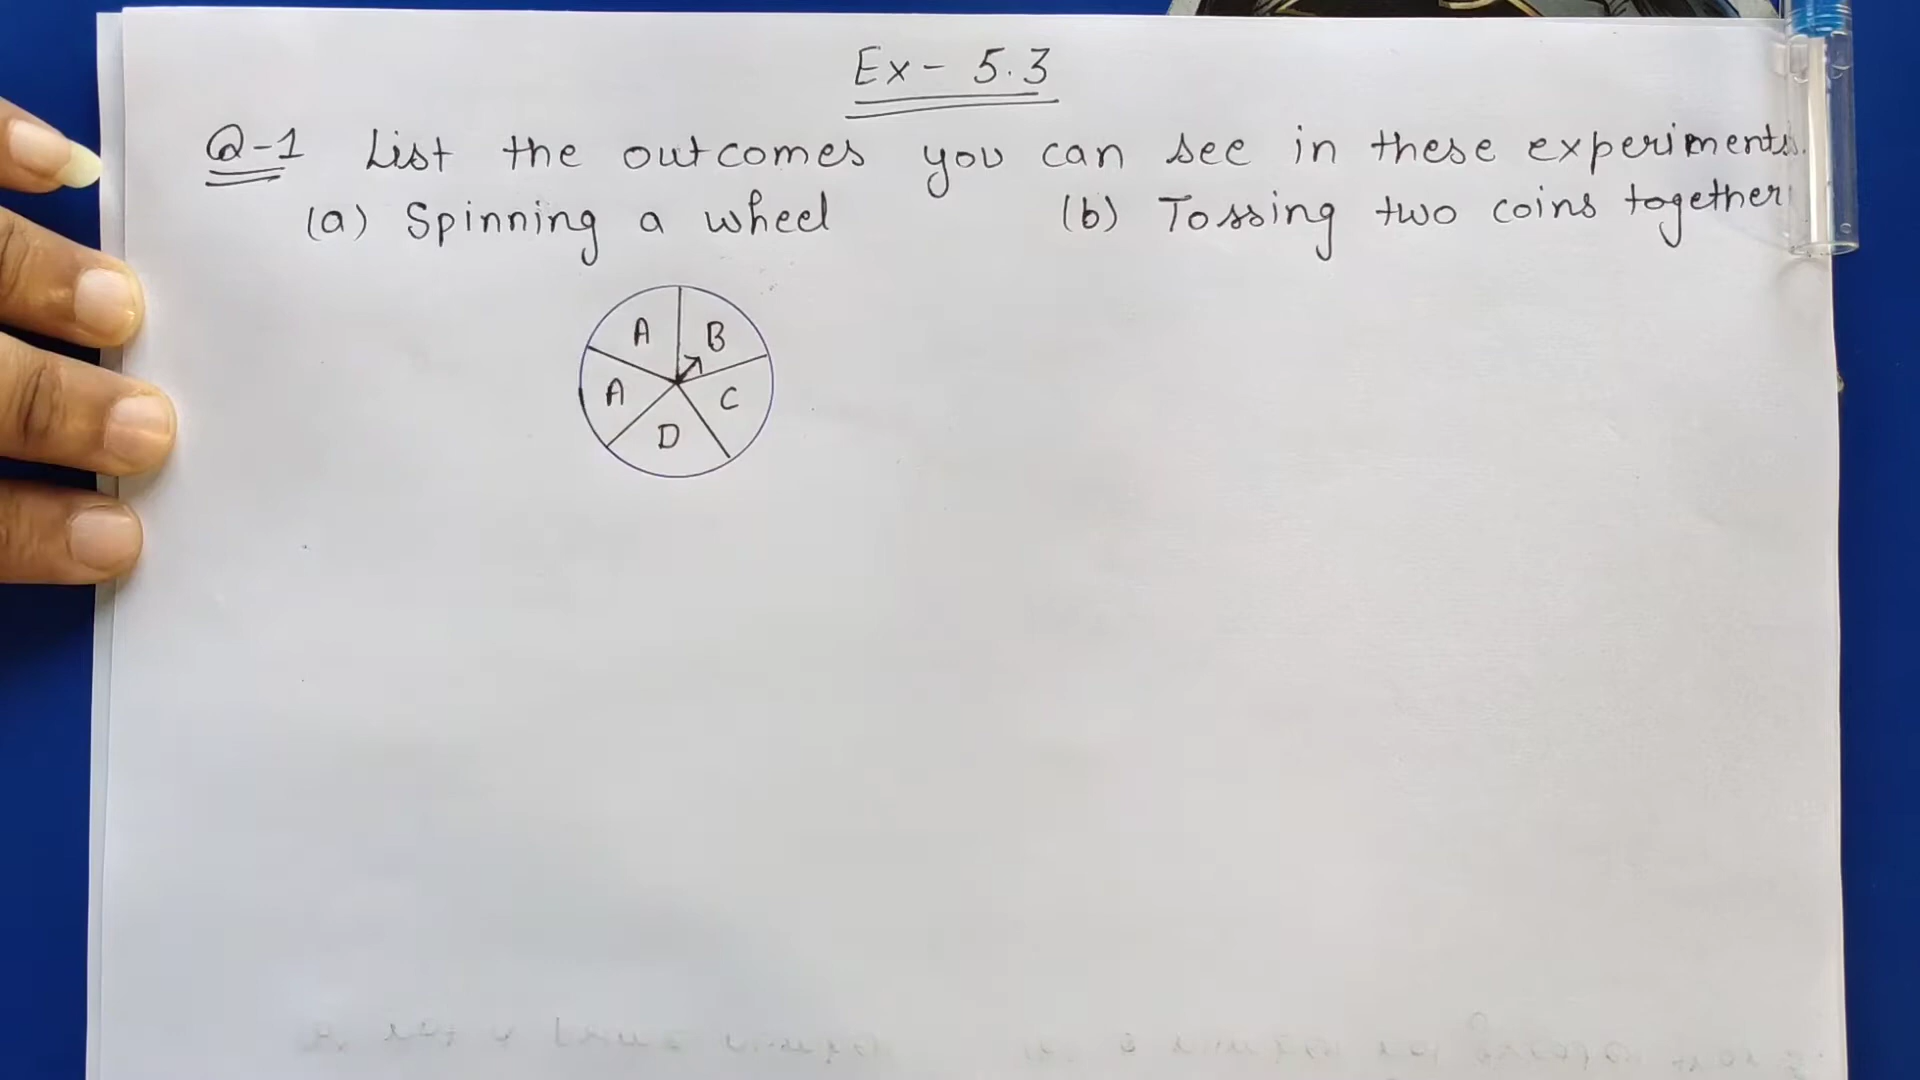 Ex - 5.3
Q-1 List the outcomes you can see in these experiments.
(a) Spinning a wheel (b) Tossing two coins together
A B
A C
D